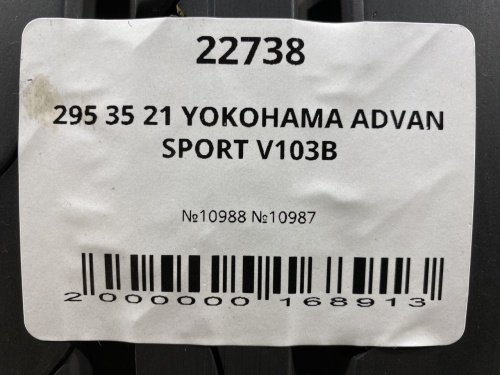 22738
295 35 21 YOKOHAMA ADVAN
SPORT V103B
№10988 №10987
2 000000 168913